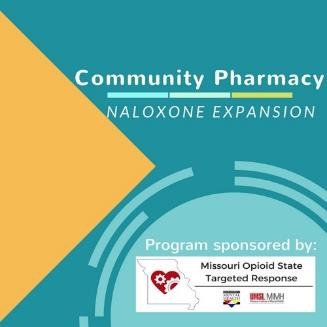 Community Pharmacy
NALOXONE EXPANSION
Program sponsored by:
Missouri Opioid State
Targeted Response
UMSL MIMH